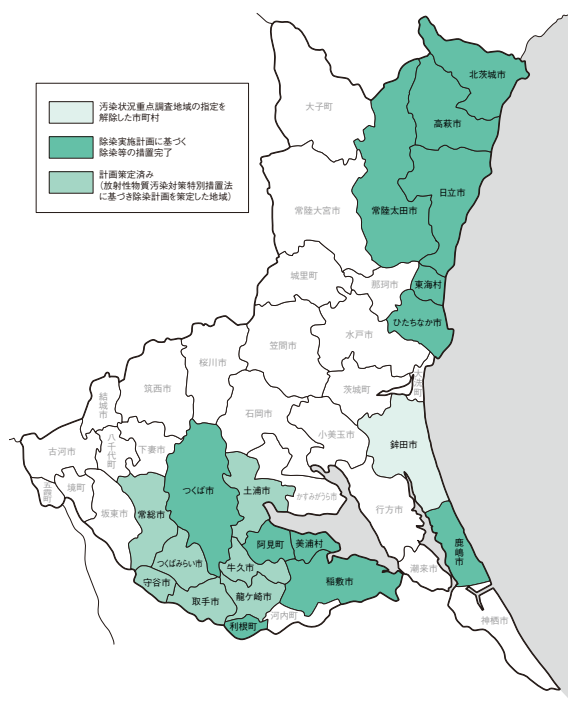 汚染状況重点調査地域の指定を
解除した市町村
除染実施計画に基づく
除染等の措置完了
計画策定済み
(放射性物質汚染対策特別措置法
に基づき除染計画を策定した地域)
北茨城市
大子町
高萩市
日立市
常陸大宮市
常陸太田市
城里町
那珂市
東海村
ひたちなか市
水戸市
笠間市
桜川市
筑西市
茨城町
大洗町
結城市
石岡市
小美玉市
鉾田市
古河市
八千代町
下妻市
五霞町
境町
つくば市
土浦市
かすみがうら市
坂東市
常総市
行方市
阿見町
美浦村
鹿嶋市
つくばみらい市
牛久市
潮来市
守谷市
稲敷市
取手市
龍ケ崎市
河内町
利根町
神栖市